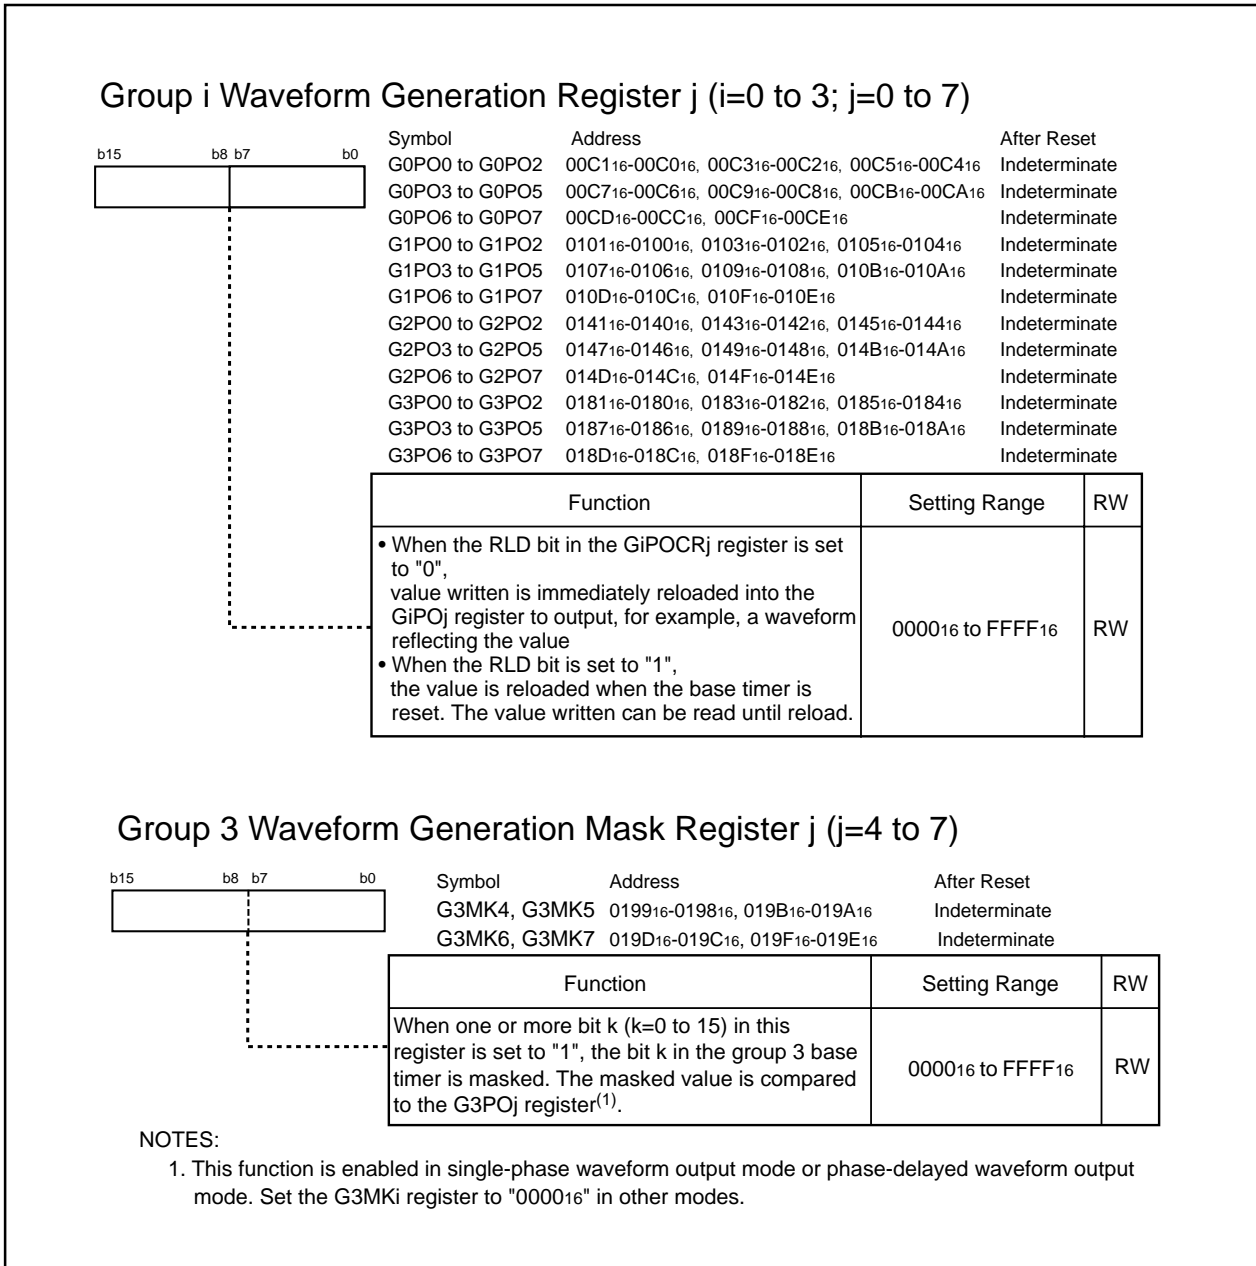 Group i Waveform Generation Register j (i=0 to 3; j=0 to 7)
b15 b8 b7 b0
Symbol Address After Reset
G0PO0 to G0PO2 00C116-00C016, 00C316-00C216, 00C516-00C416 Indeterminate
G0PO3 to G0PO5 00C716-00C616, 00C916-00C816, 00CB16-00CA16 Indeterminate
G0PO6 to G0PO7 00CD16-00CC16, 00CF16-00CE16 Indeterminate
G1PO0 to G1PO2 010116-010016, 010316-010216, 010516-010416 Indeterminate
G1PO3 to G1PO5 010716-010616, 010916-010816, 010B16-010A16 Indeterminate
G1PO6 to G1PO7 010D16-010C16, 010F16-010E16 Indeterminate
G2PO0 to G2PO2 014116-014016, 014316-014216, 014516-014416 Indeterminate
G2PO3 to G2PO5 014716-014616, 014916-014816, 014B16-014A16 Indeterminate
G2PO6 to G2PO7 014D16-014C16, 014F16-014E16 Indeterminate
G3PO0 to G3PO2 018116-018016, 018316-018216, 018516-018416 Indeterminate
G3PO3 to G3PO5 018716-018616, 018916-018816, 018B16-018A16 Indeterminate
G3PO6 to G3PO7 018D16-018C16, 018F16-018E16 Indeterminate
Function Setting Range RW
• When the RLD bit in the GiPOCRj register is set
to "0",
value written is immediately reloaded into the
GiPOj register to output, for example, a waveform
reflecting the value
• When the RLD bit is set to "1",
the value is reloaded when the base timer is
reset. The value written can be read until reload.
000016 to FFFF16 RW
Group 3 Waveform Generation Mask Register j (j=4 to 7)
b15 b8 b7 b0
Symbol Address After Reset
G3MK4, G3MK5 019916-019816, 019B16-019A16 Indeterminate
G3MK6, G3MK7 019D16-019C16, 019F16-019E16 Indeterminate
Function Setting Range RW
When one or more bit k (k=0 to 15) in this
register is set to "1", the bit k in the group 3 base
timer is masked. The masked value is compared
to the G3POj register(1).
000016 to FFFF16 RW
NOTES:
1. This function is enabled in single-phase waveform output mode or phase-delayed waveform output
mode. Set the G3MKi register to "000016" in other modes.